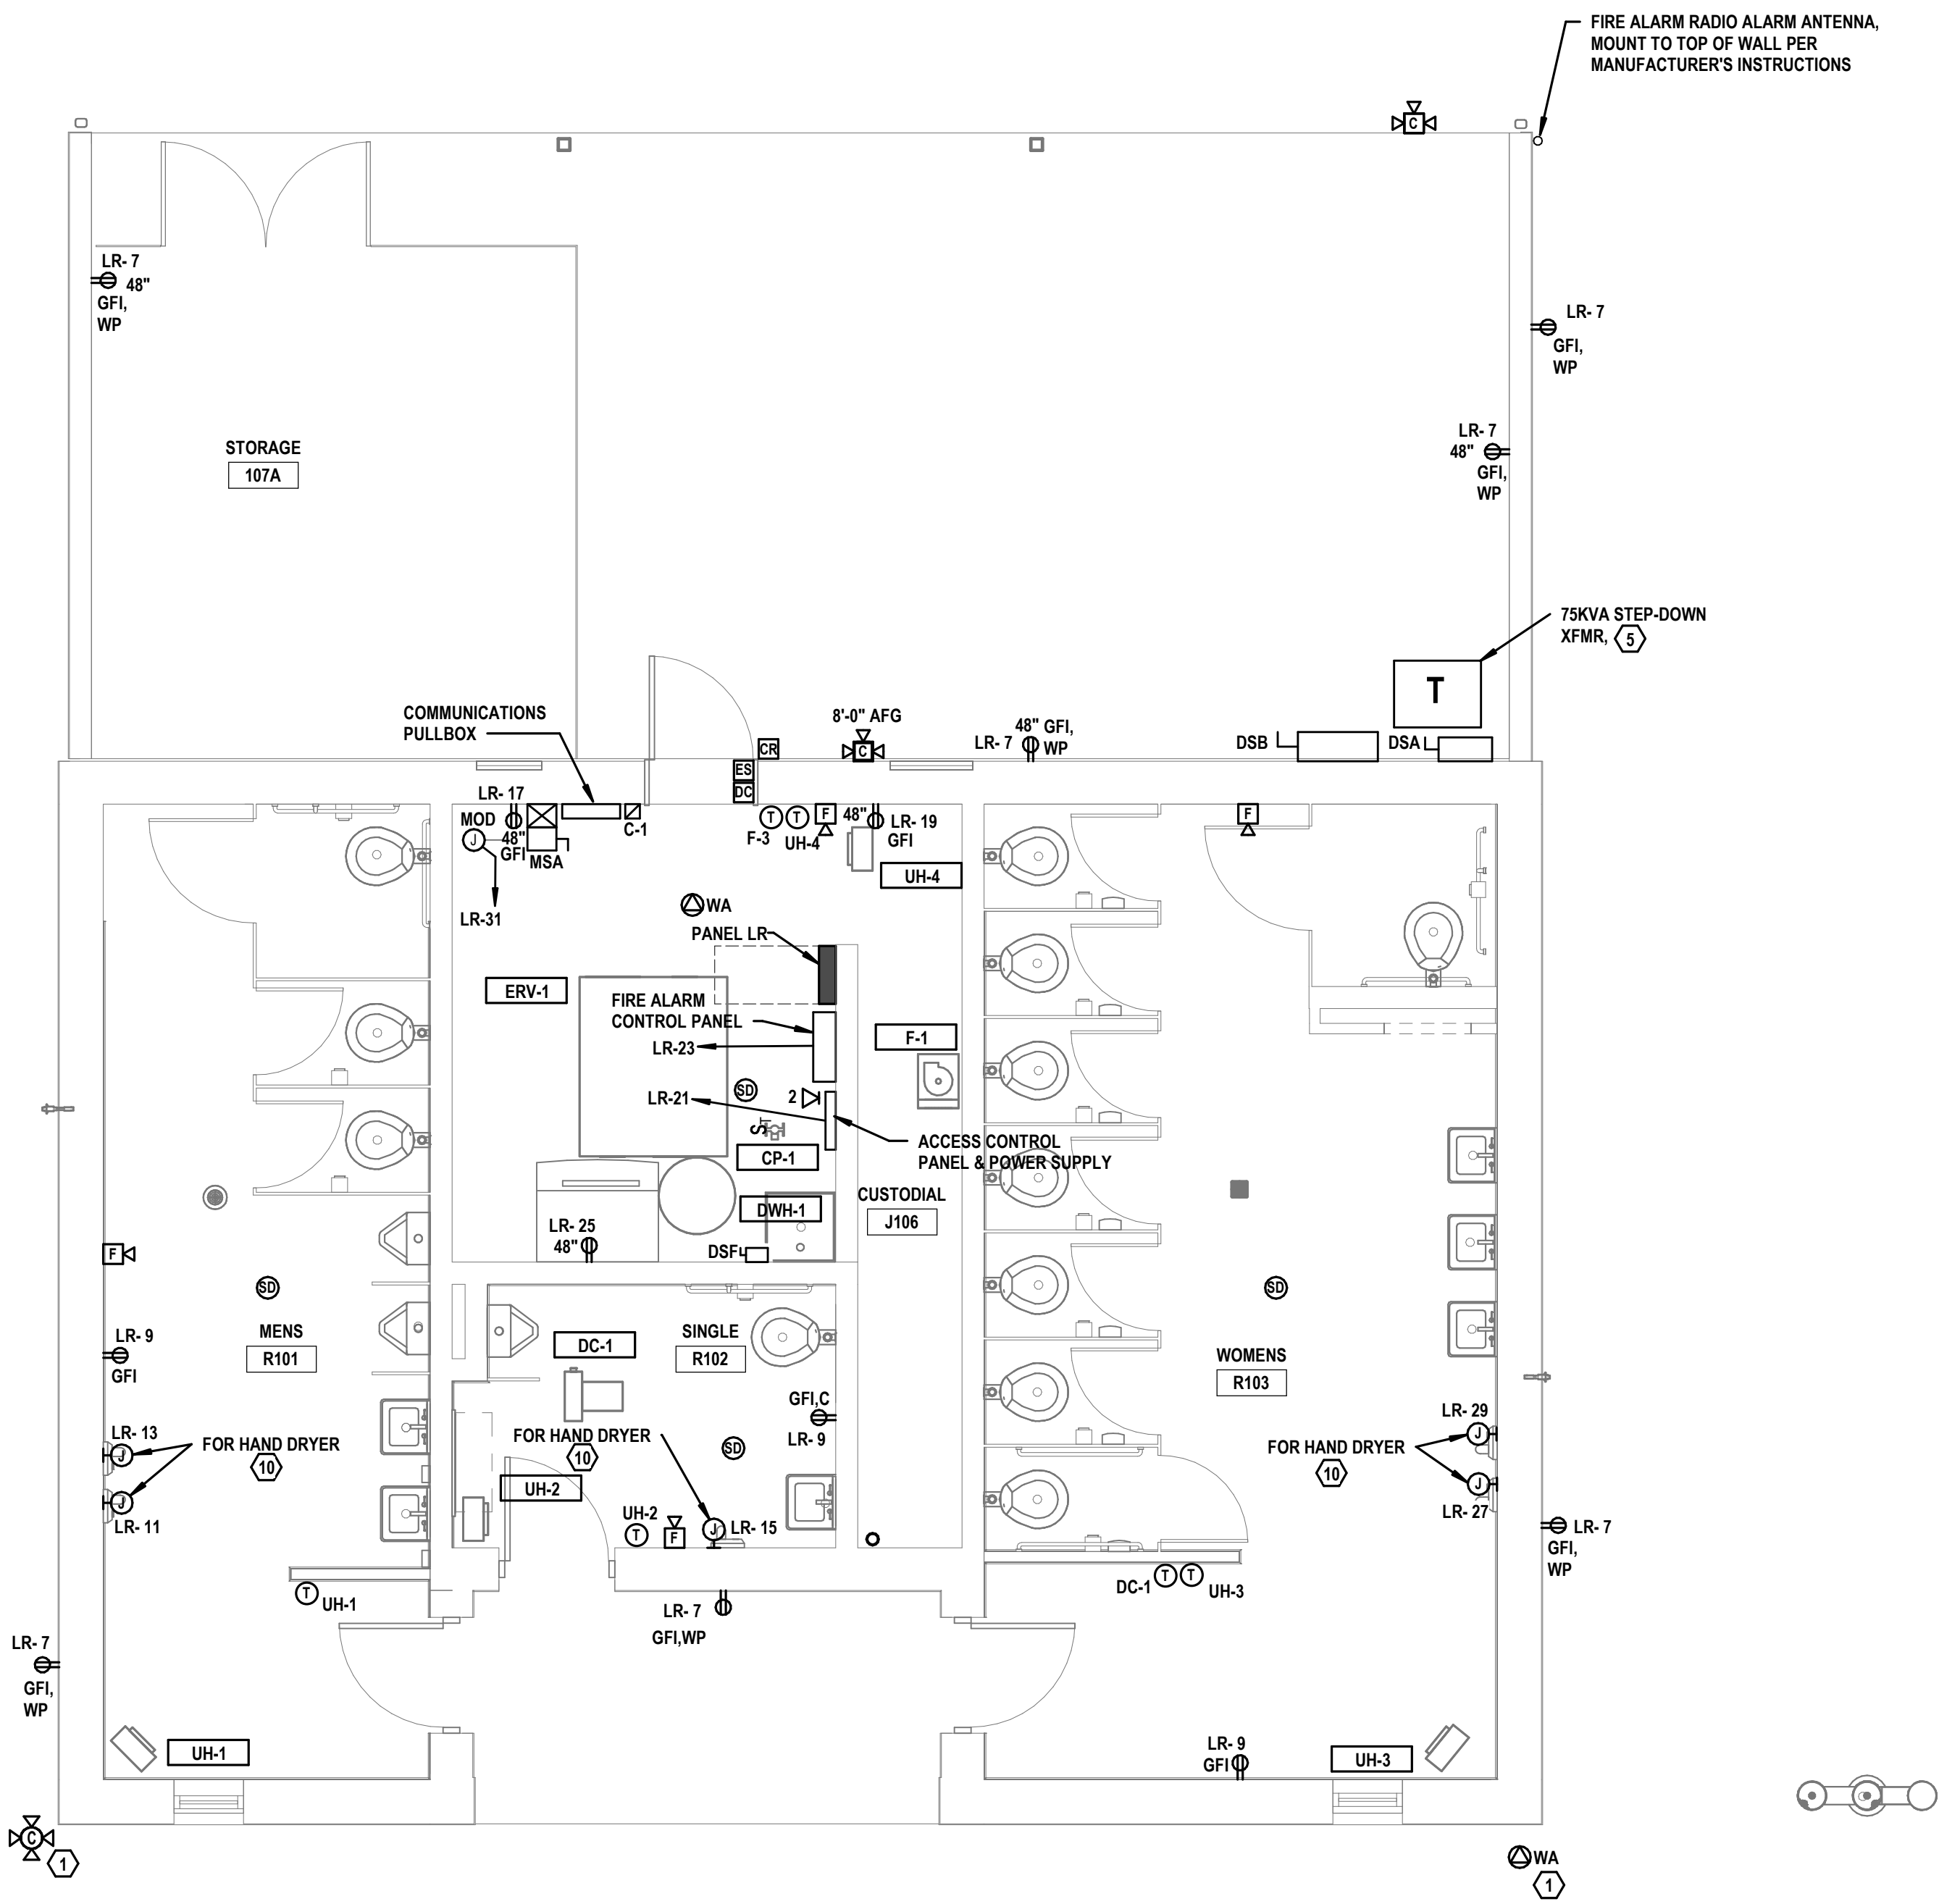 FIRE ALARM RADIO ALARM ANTENNA,
MOUNT TO TOP OF WALL PER
MANUFACTURER'S INSTRUCTIONS
C
LR- 7
48"
GFI,
WP
LR- 7
GFI,
WP
STORAGE
107A
LR- 7
48"
GFI,
WP
75KVA STEP-DOWN
XFMR, 5
T
COMMUNICATIONS
PULLBOX
8'-0" AFG
C
CR
ES
DC
LR- 7
48" GFI,
WP
DSB
DSA
LR- 17
MOD
J
48"
GFI
MSA
C-1
T
T
F-3
UH-4
F
48"
LR- 19
GFI
UH-4
F
LR-31
WA
PANEL LR
ERV-1
FIRE ALARM
CONTROL PANEL
LR-23
F-1
SD
LR-21
2
ST
CP-1
ACCESS CONTROL
PANEL & POWER SUPPLY
CUSTODIAL
J106
DWH-1
LR- 25
48"
DSF
F
SD
SD
MENS
R101
LR- 9
GFI
DC-1
SINGLE
R102
WOMENS
R103
GFI,C
LR- 9
LR- 13
J
FOR HAND DRYER
10
J
LR- 11
FOR HAND DRYER
10
SD
UH-2
UH-2
T
F
J
LR- 15
LR- 29
J
FOR HAND DRYER
10
J
LR- 27
LR- 7
GFI,
WP
T
UH-1
DC-1
T
T
UH-3
LR- 7
GFI,WP
LR- 7
GFI,
WP
UH-1
LR- 9
GFI
UH-3
C
1
WA
1